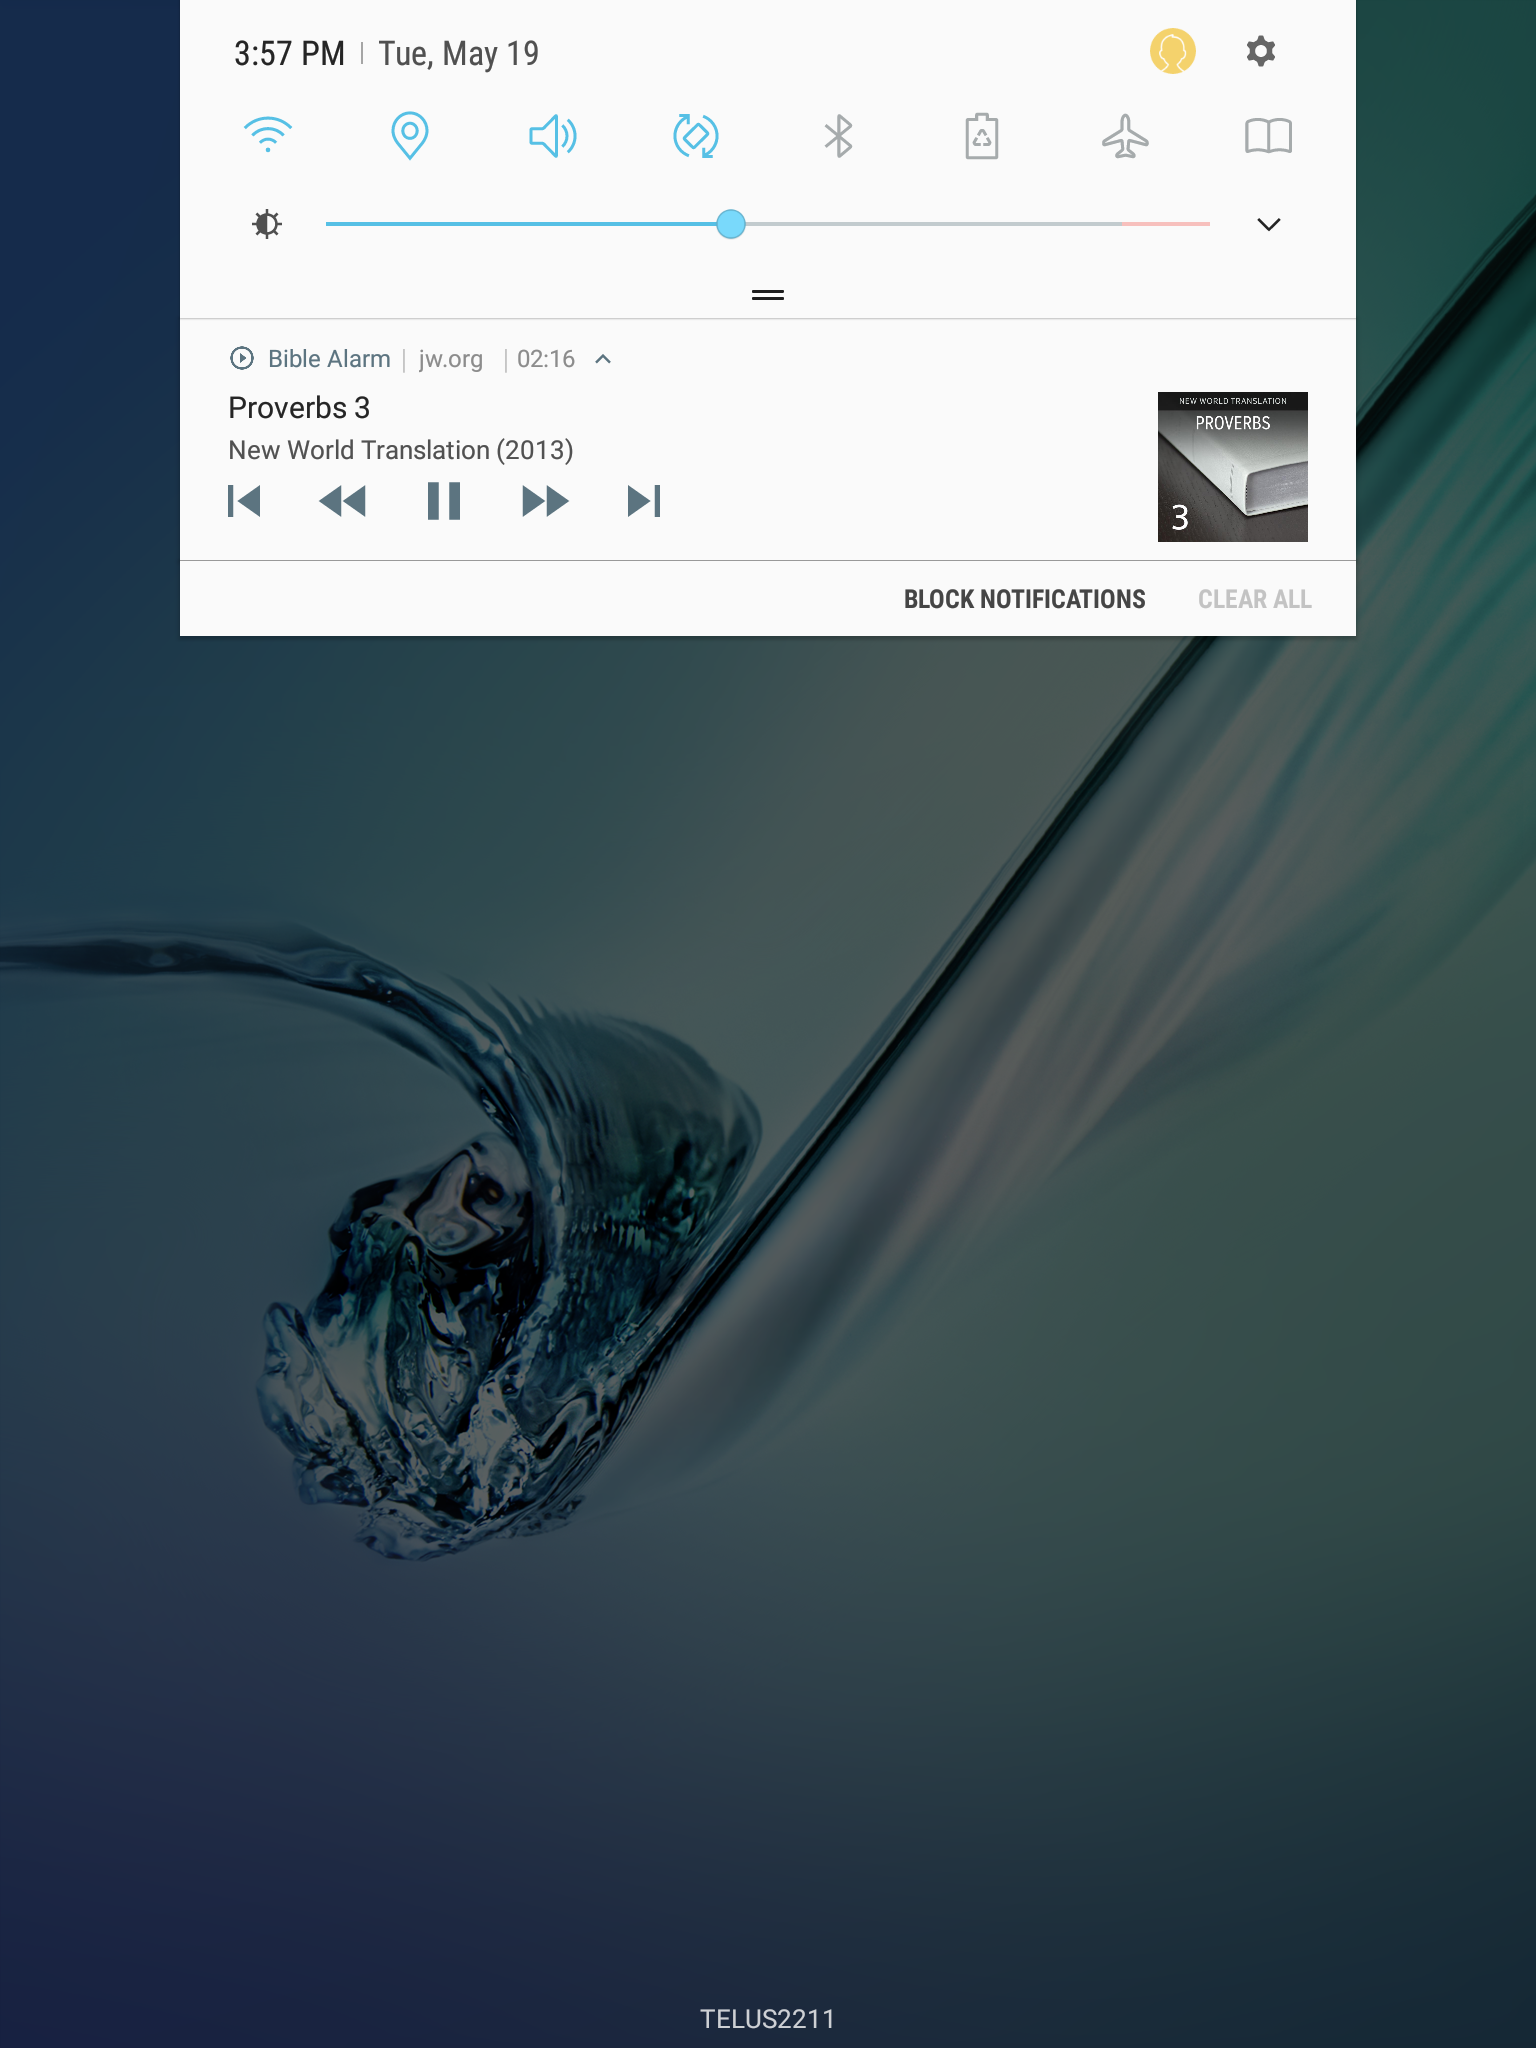 3:57 PM | Tue, May 19
Bible Alarm | jw.org | 02:16
Proverbs 3
New World Translation (2013)
NEW WORLD TRANSLATION
PROVERBS
3
BLOCK NOTIFICATIONS CLEAR ALL
TELUS2211